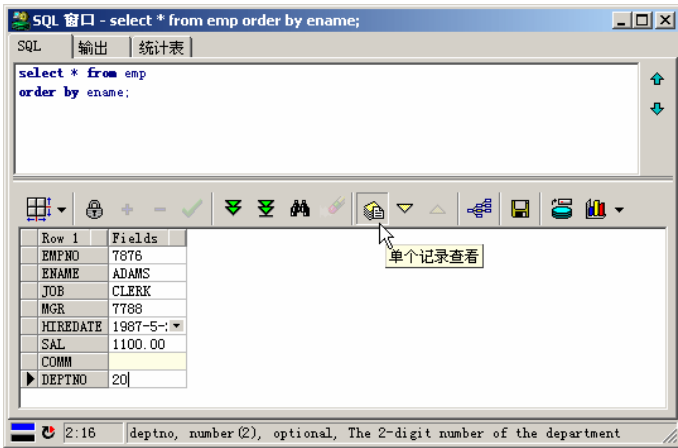 SQL 窗口 - select * from emp order by ename;
SQL 输出 统计表
select * from emp
order by ename;
单个记录查看
Row 1 Fields
EMPNO 7876
ENAME ADAMS
JOB CLERK
MGR 7788
HIREDATE 1987-5-
SAL 1100.00
COMM
DEPTNO 20
2:16 deptno, number(2), optional, The 2-digit number of the department